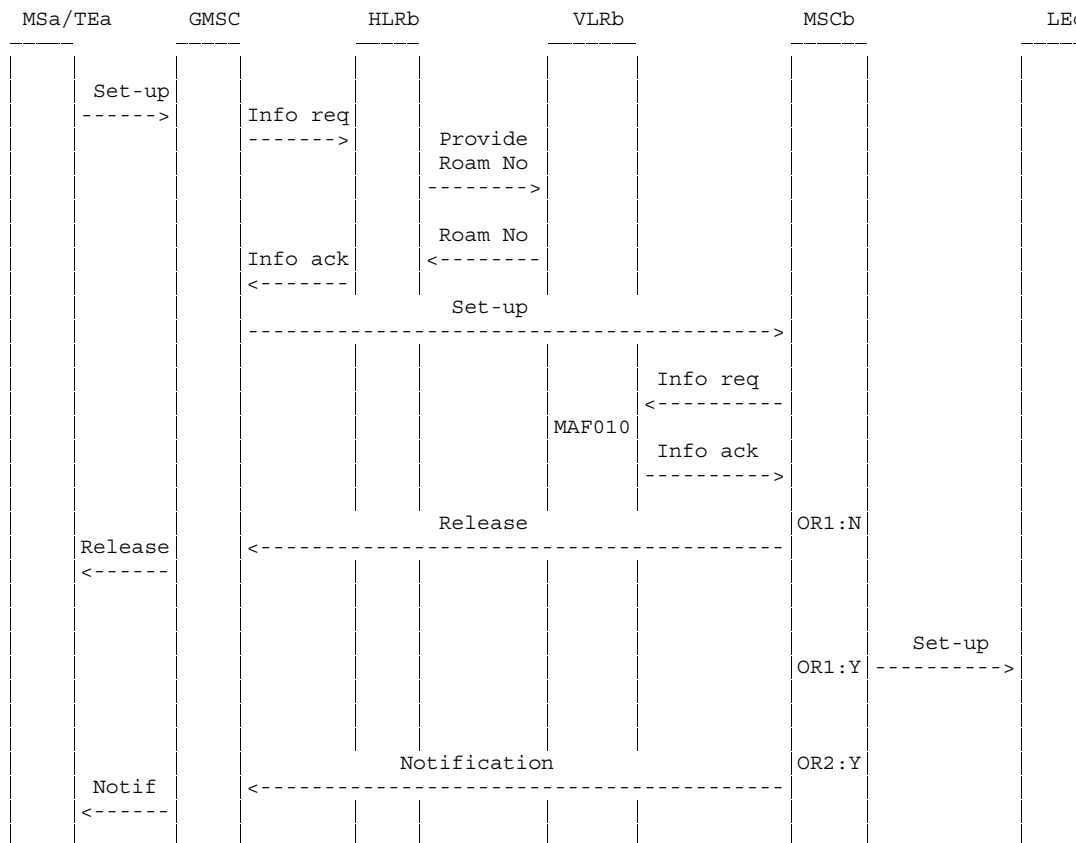 MSa/TEa GMSC HLRb VLRb MSCb LEc
Set-up
------> Info req
-------> Provide
Roam No
-------->
Roam No
Info ack <--------
<-------
Set-up
----------------------------------------->
Info req
<----------
MAF010
Info ack
---------->
Release OR1:N
Release <-----------------------------------------
<------
Set-up
OR1:Y ---------->
Notification OR2:Y
Notif <-----------------------------------------
<------